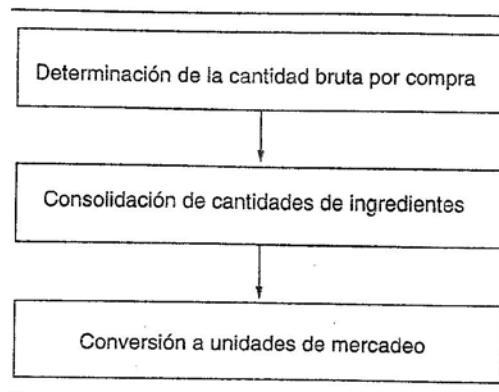 Determinación de la cantidad bruta por compra
Consolidación de cantidades de ingredientes
Conversión a unidades de mercadeo